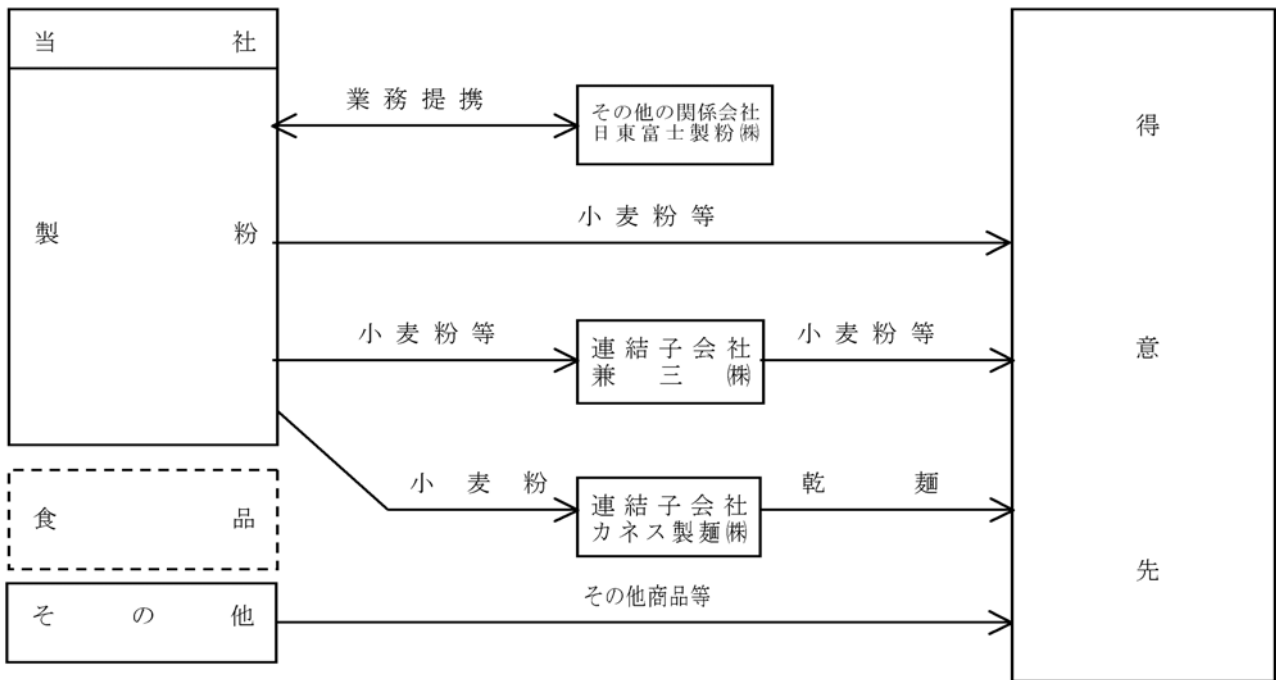 当社
業務提携
その他の関係会社
日東富士製粉㈱
製粉
小麦粉等
小麦粉等
連結子会社
兼三㈱
小麦粉等
小麦粉
連結子会社
カネス製麺㈱
乾麺
食品
その他
その他商品等
得意先